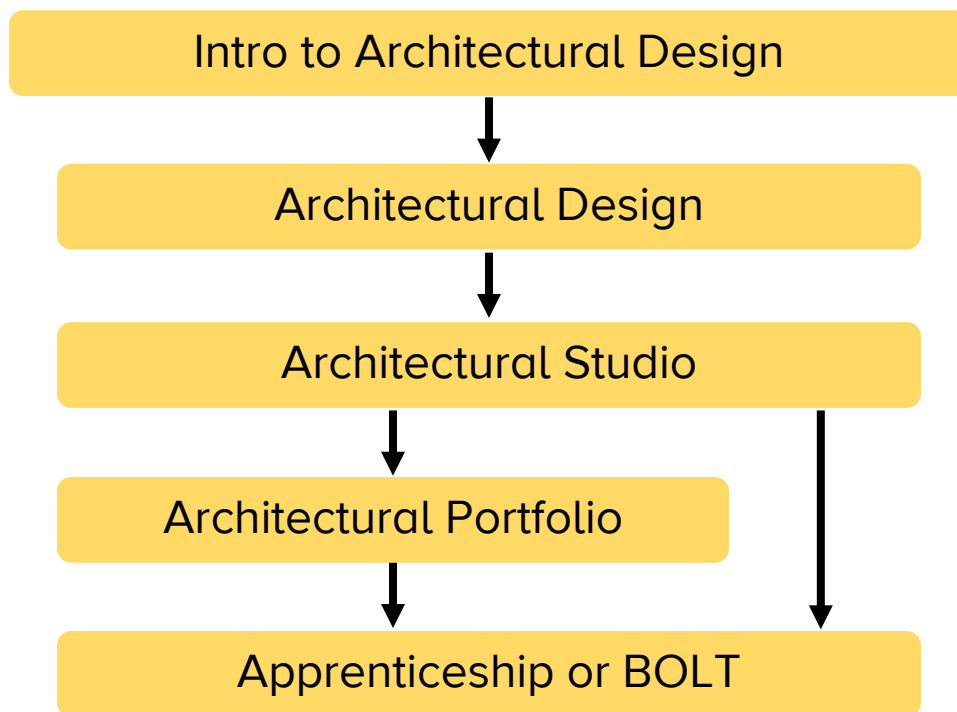 Intro to Architectural Design
Architectural Design
Architectural Studio
Architectural Portfolio
Apprenticeship or BOLT